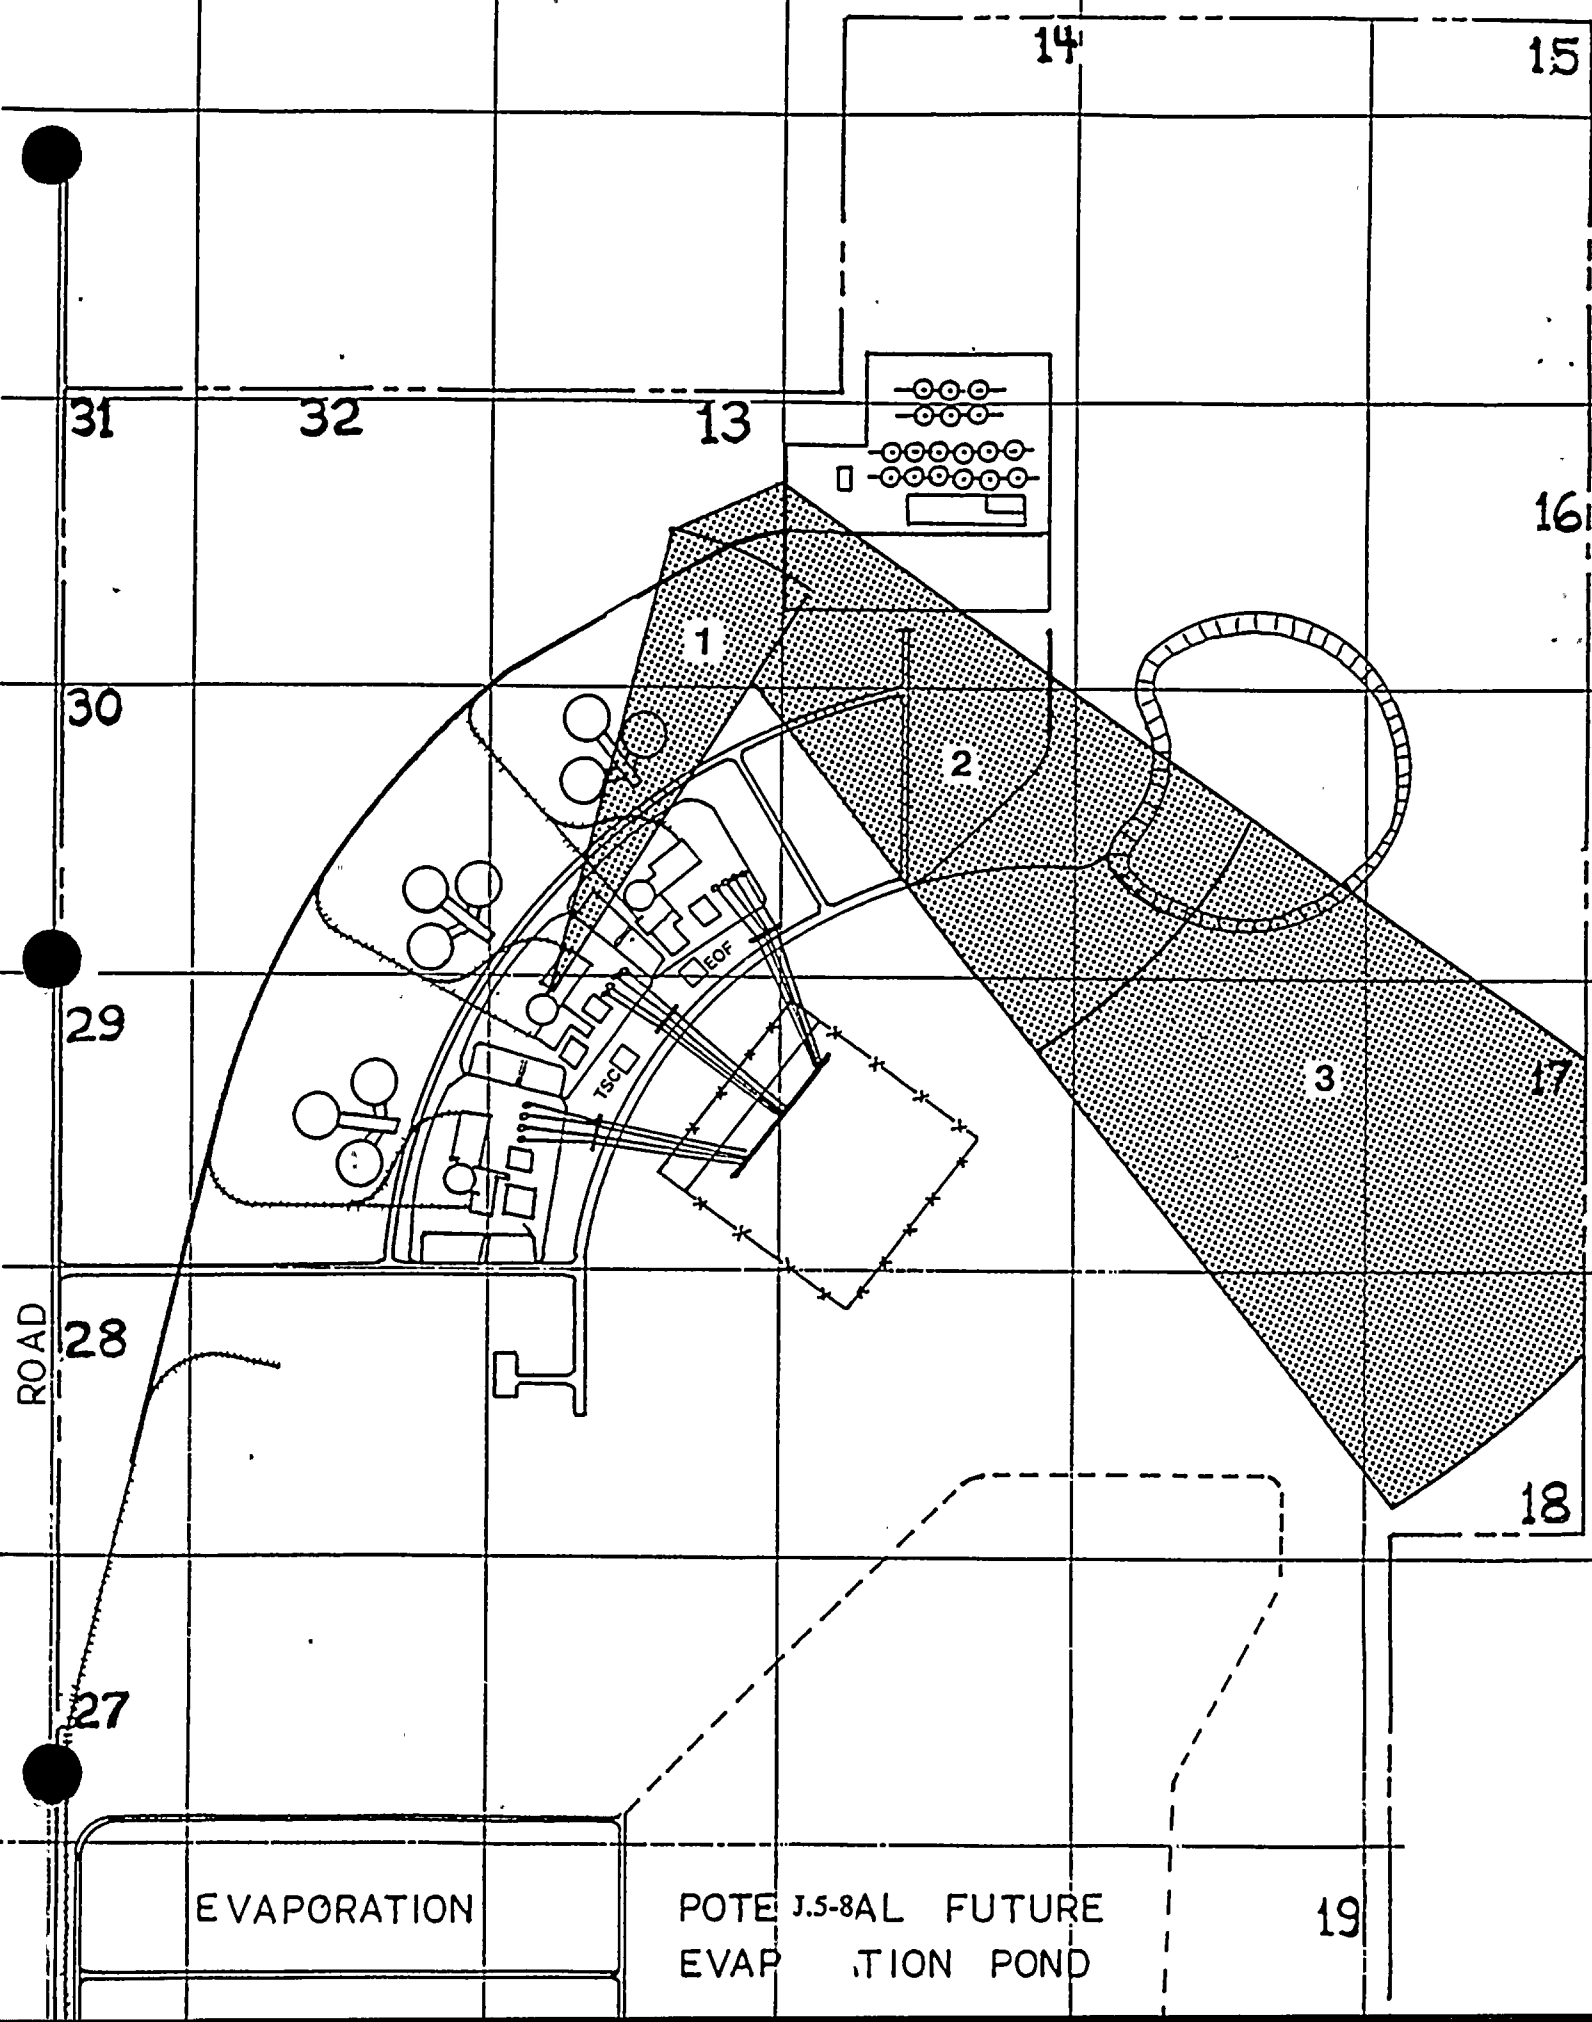 14
15
31
32
13
16
1
30
2
EOF
29
TSC
3
17
28
ROAD
18
27
EVAPORATION
POTE J.5-8AL FUTURE
EVAP TION POND
19